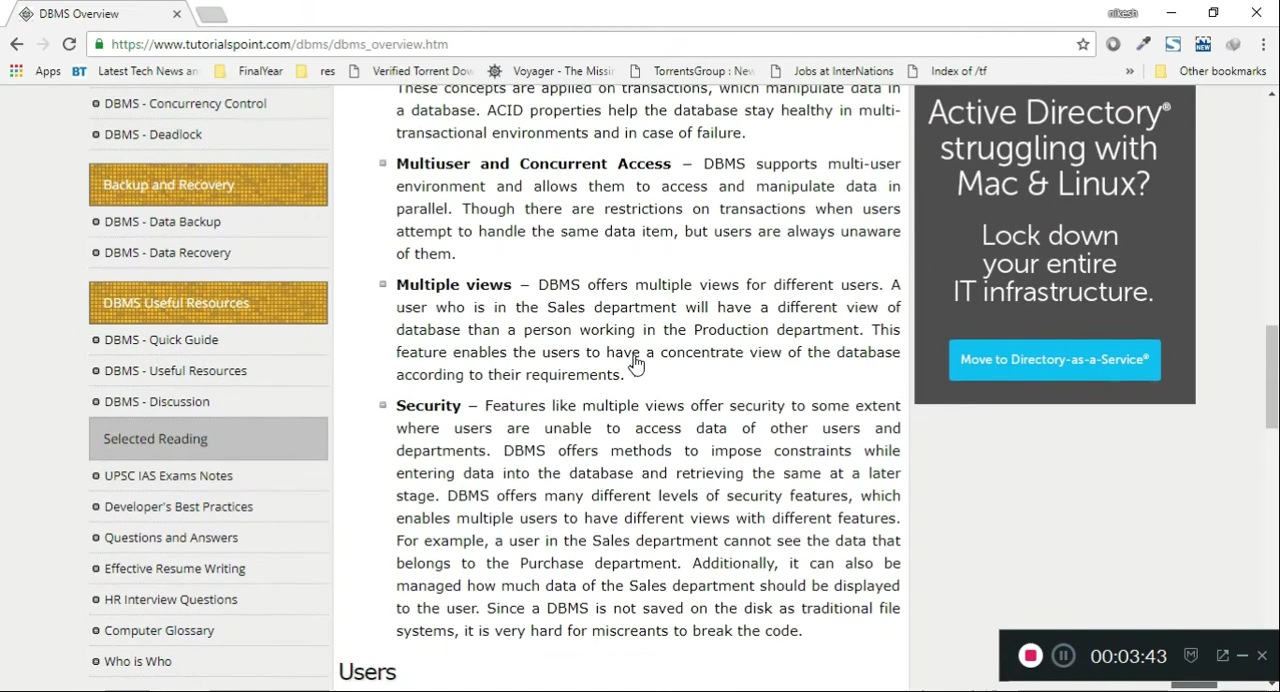 DBMS Overview
nikesh
https://www.tutorialspoint.com/dbms/dbms_overview.htm
Apps
BT
Latest Tech News an
FinalYear
res
Verified Torrent Dow
Voyager - The Missi
TorrentsGroup : New
Jobs at InterNations
Index of /tf
»
Other bookmarks
DBMS - Concurrency Control
DBMS - Deadlock
Backup and Recovery
DBMS - Data Backup
DBMS - Data Recovery
DBMS Useful Resources
DBMS - Quick Guide
DBMS - Useful Resources
DBMS - Discussion
Selected Reading
UPSC IAS Exams Notes
Developer's Best Practices
Questions and Answers
Effective Resume Writing
HR Interview Questions
Computer Glossary
Who is Who
These concepts are applied on transactions, which manipulate data in
a database. ACID properties help the database stay healthy in multi-
transactional environments and in case of failure.
Multiuser and Concurrent Access – DBMS supports multi-user
environment and allows them to access and manipulate data in
parallel. Though there are restrictions on transactions when users
attempt to handle the same data item, but users are always unaware
of them.
Multiple views – DBMS offers multiple views for different users. A
user who is in the Sales department will have a different view of
database than a person working in the Production department. This
feature enables the users to have a concentrate view of the database
according to their requirements.
Security – Features like multiple views offer security to some extent
where users are unable to access data of other users and
departments. DBMS offers methods to impose constraints while
entering data into the database and retrieving the same at a later
stage. DBMS offers many different levels of security features, which
enables multiple users to have different views with different features.
For example, a user in the Sales department cannot see the data that
belongs to the Purchase department. Additionally, it can also be
managed how much data of the Sales department should be displayed
to the user. Since a DBMS is not saved on the disk as traditional file
systems, it is very hard for miscreants to break the code.
Users
Active Directory®
struggling with
Mac & Linux?
Lock down
your entire
IT infrastructure.
Move to Directory-as-a-Service®
00:03:43